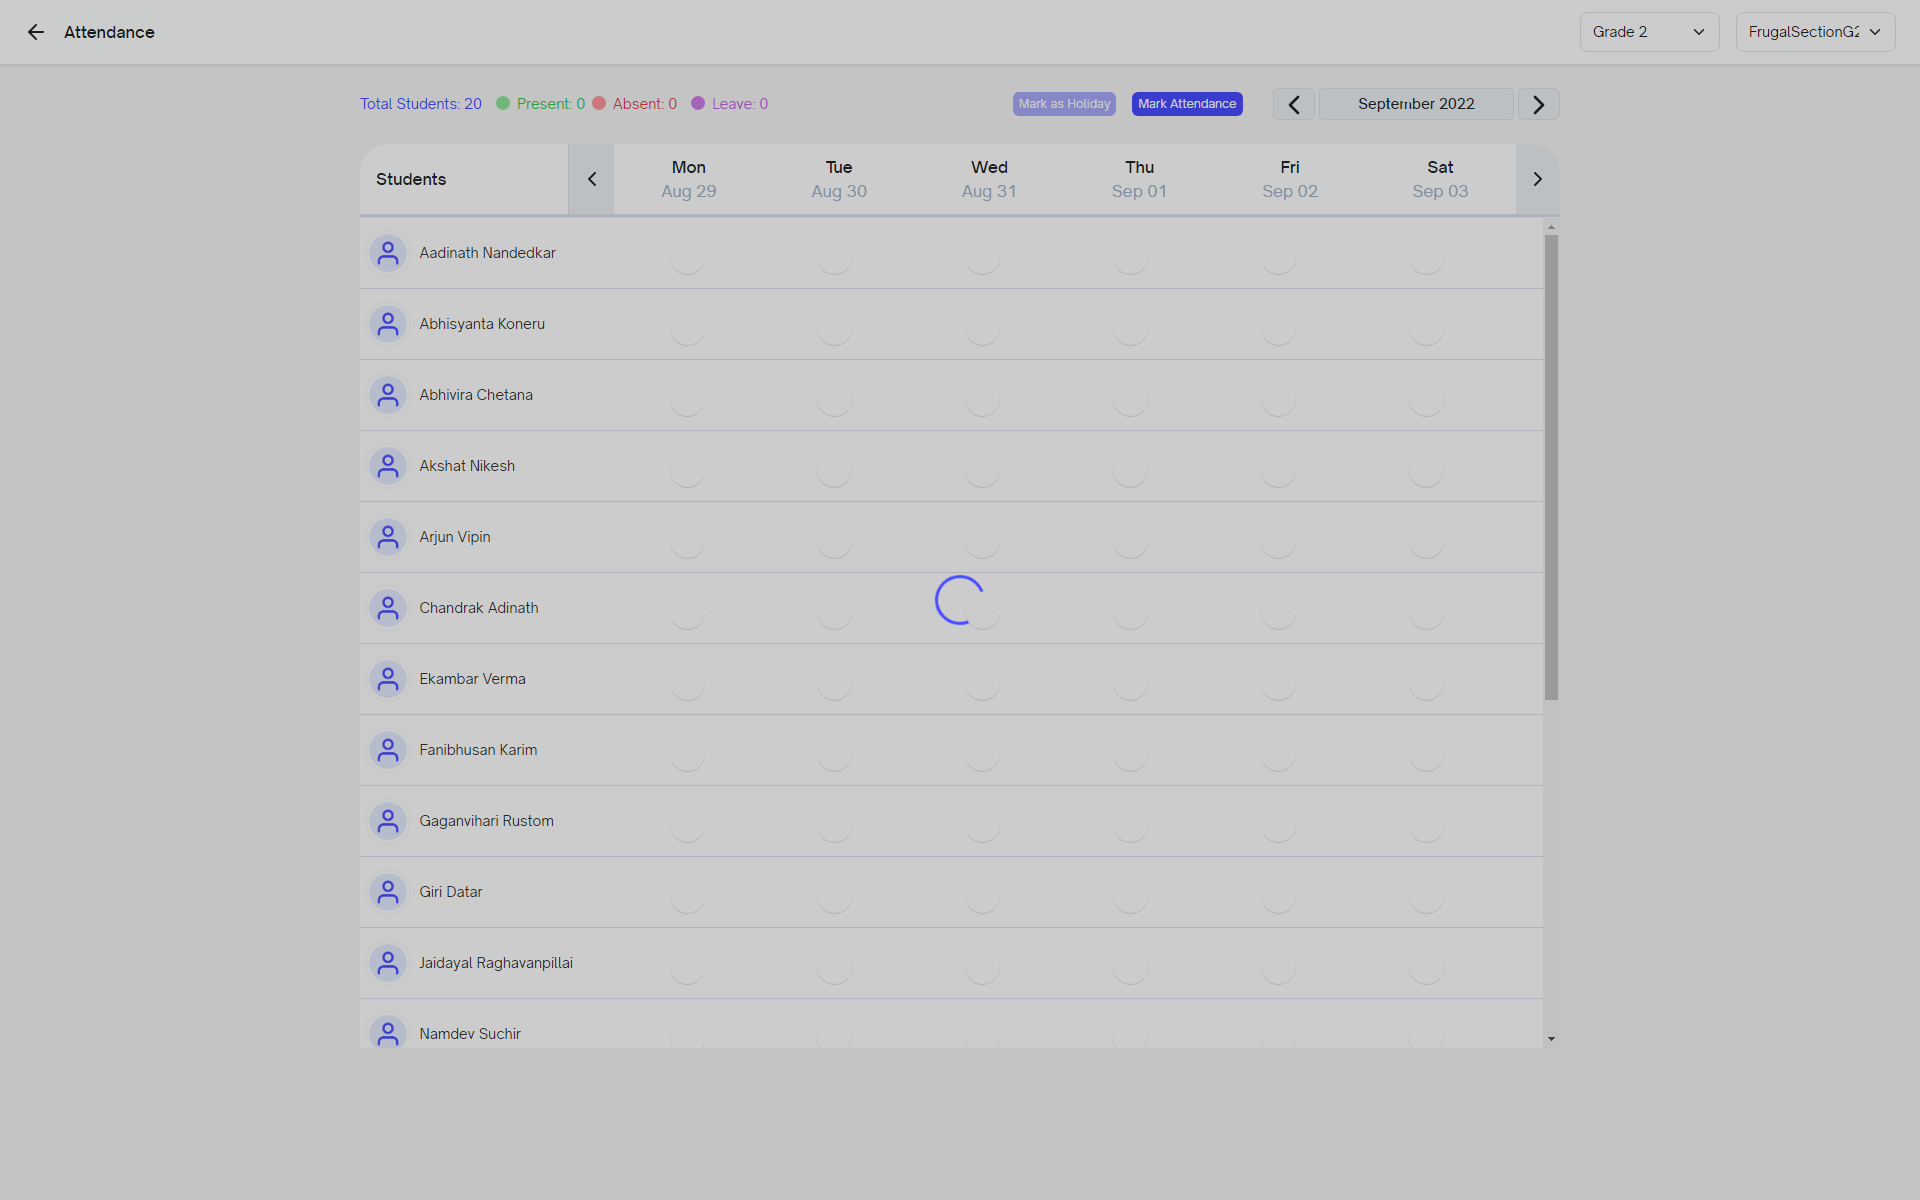 Attendance
Grade 2
FrugalSectionG2
Total Students: 20
Present: 0
Absent: 0
Leave: 0
Mark as Holiday
Mark Attendance
September 2022
Students
Mon
Tue
Wed
Thu
Fri
Sat
Aug 29
Aug 30
Aug 31
Sep 01
Sep 02
Sep 03
Aadinath Nandedkar
Abhisyanta Koneru
Abhivira Chetana
Akshat Nikesh
Arjun Vipin
Chandrak Adinath
Ekambar Verma
Fanibhusan Karim
Gaganvihari Rustom
Giri Datar
Jaidayal Raghavanpillai
Namdev Suchir